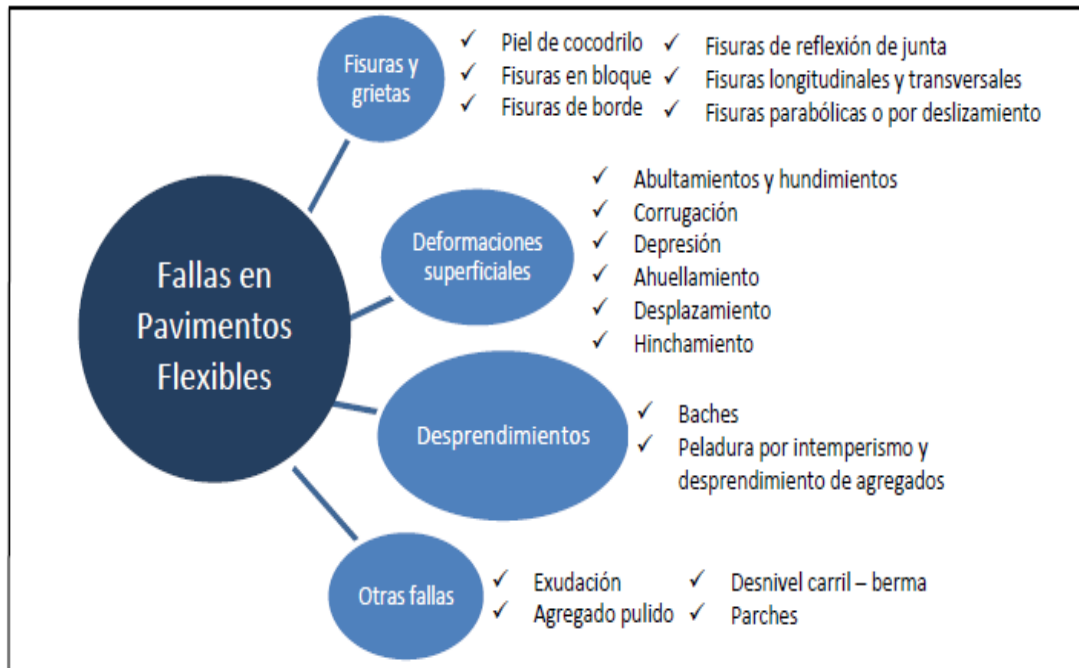 Fallas en
Pavimentos
Flexibles
Fisuras y
grietas
✓ Piel de cocodrilo
✓ Fisuras en bloque
✓ Fisuras de borde
✓ Fisuras de reflexión de junta
✓ Fisuras longitudinales y transversales
✓ Fisuras parabólicas o por deslizamiento
Deformaciones
superficiales
✓ Abultamientos y hundimientos
✓ Corrugación
✓ Depresión
✓ Ahuellamiento
✓ Desplazamiento
✓ Hinchamiento
Desprendimientos
✓ Baches
✓ Peladura por intemperismo y
desprendimiento de agregados
Otras fallas
✓ Exudación
✓ Agregado pulido
✓ Desnivel carril – berma
✓ Parches